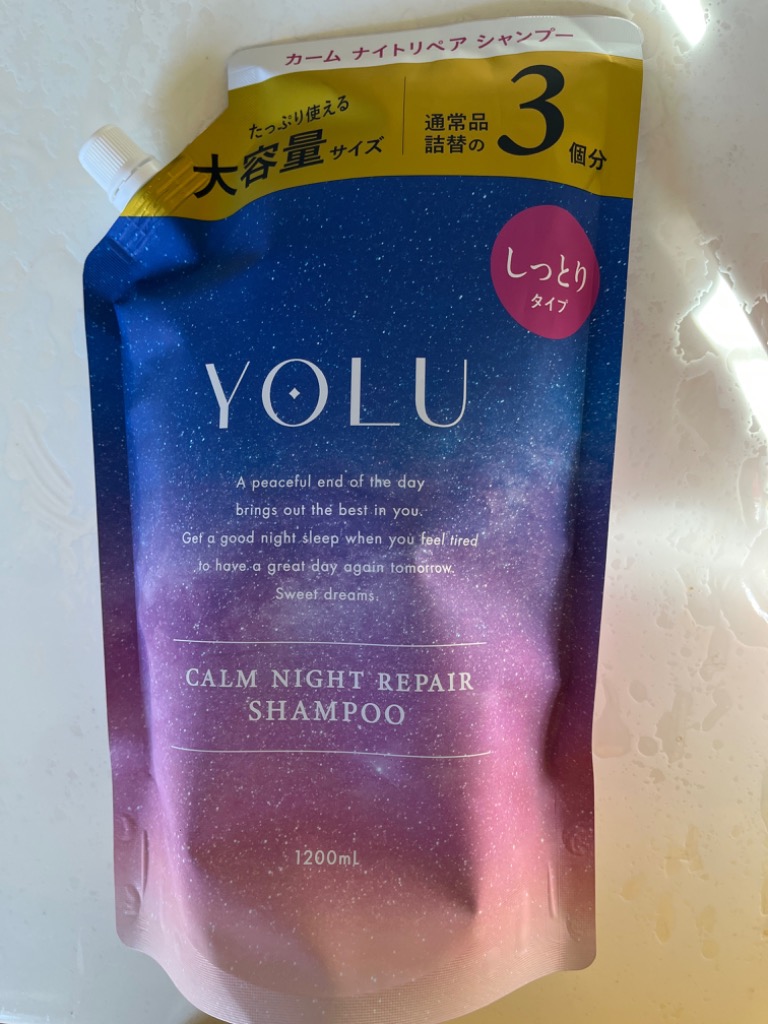 カーム ナイトリペア シャンプー
たっぷり使える
大容量サイズ
通常品
詰替の
3個分
しっとり
タイプ
YOLU
A peaceful end of the day
brings out the best in you.
Get a good night sleep when you feel tired
to have a great day again tomorrow.
Sweet dreams.
CALM NIGHT REPAIR
SHAMPOO
1200mL